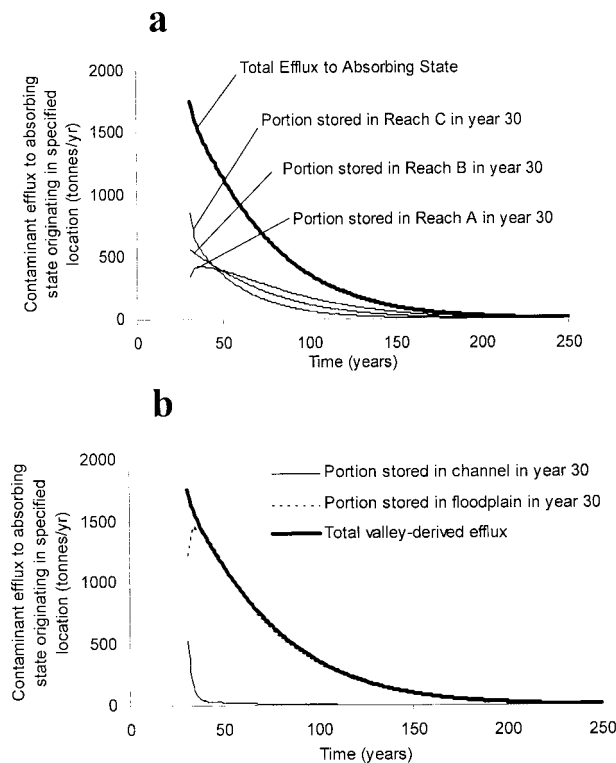 a
Contaminant efflux to absorbing
state originating in specified
location (tonnes/yr)
2000
1500
1000
500
0
Total Efflux to Absorbing State
Portion stored in Reach C in year 30
Portion stored in Reach B in year 30
Portion stored in Reach A in year 30
0 50 100 150 200 250
Time (years)
b
Contaminant efflux to absorbing
state originating in specified
location (tonnes/yr)
2000
1500
1000
500
0
Portion stored in channel in year 30
Portion stored in floodplain in year 30
Total valley-derived efflux
0 50 100 150 200 250
Time (years)